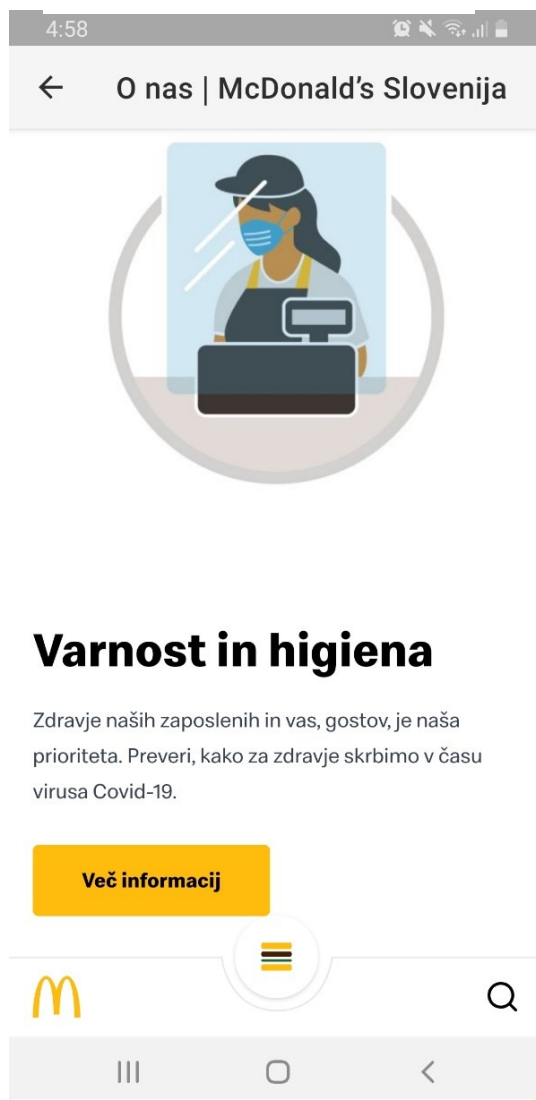 4:58
O nas | McDonald's Slovenija
Varnost in higiena
Zdravje naših zaposlenih in vas, gostov, je naša
prioriteta. Preveri, kako za zdravje skrbimo v času
virusa Covid-19.
Več informacij